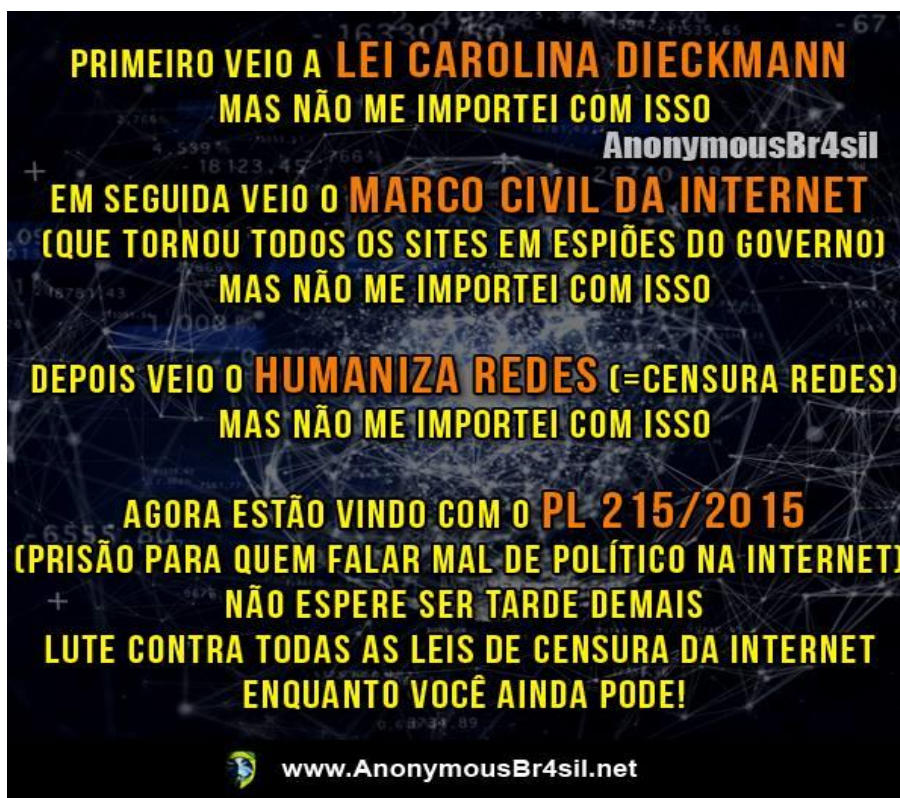 PRIMEIRO VEIO A LEI CAROLINA DIECKMANN
MAS NÃO ME IMPORTEI COM ISSO
AnonymousBr4sil
EM SEGUIDA VEIO O MARCO CIVIL DA INTERNET
(QUE TORNOU TODOS OS SITES EM ESPIÕES DO GOVERNO)
MAS NÃO ME IMPORTEI COM ISSO
DEPOIS VEIO O HUMANIZA REDES (=CENSURA REDES)
MAS NÃO ME IMPORTEI COM ISSO
AGORA ESTÃO VINDO COM O PL 215/2015
(PRISÃO PARA QUEM FALAR MAL DE POLÍTICO NA INTERNET)
NÃO ESPERE SER TARDE DEMAIS
LUTE CONTRA TODAS AS LEIS DE CENSURA DA INTERNET
ENQUANTO VOCÊ AINDA PODE!
www.AnonymousBr4sil.net